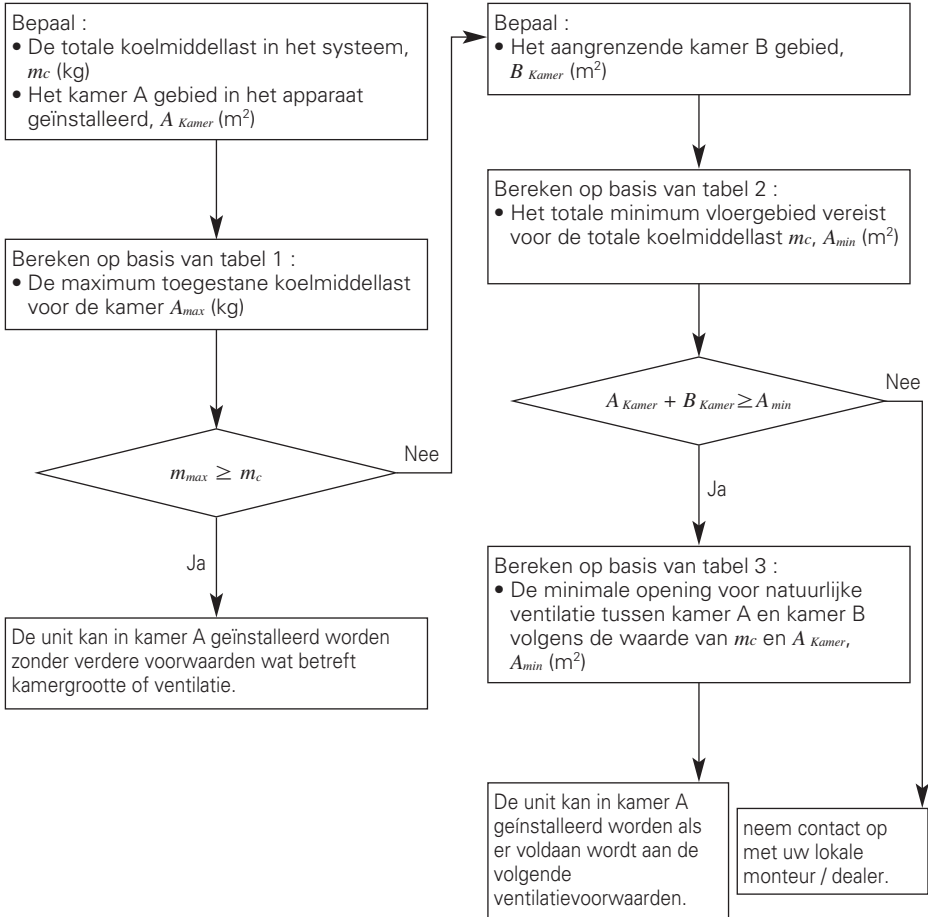 Bepaal :
• De totale koelmiddellast in het systeem,
mc (kg)
• Het kamer A gebied in het apparaat
geïnstalleerd, A Kamer (m²)
Bereken op basis van tabel 1 :
• De maximum toegestane koelmiddellast
voor de kamer Amax (kg)
mmax ≥ mc
Nee
Ja
De unit kan in kamer A geïnstalleerd worden
zonder verdere voorwaarden wat betreft
kamergrootte of ventilatie.
Bepaal :
• Het aangrenzende kamer B gebied,
B Kamer (m²)
Bereken op basis van tabel 2 :
• Het totale minimum vloergebied vereist
voor de totale koelmiddellast mc, Amin (m²)
A Kamer + B Kamer ≥ A min
Nee
Ja
Bereken op basis van tabel 3 :
• De minimale opening voor natuurlijke
ventilatie tussen kamer A en kamer B
volgens de waarde van mc en A Kamer,
Amin (m²)
De unit kan in kamer A
geínstalleerd worden als
er voldaan wordt aan de
volgende
ventilatievoorwaarden.
neem contact op
met uw lokale
monteur / dealer.